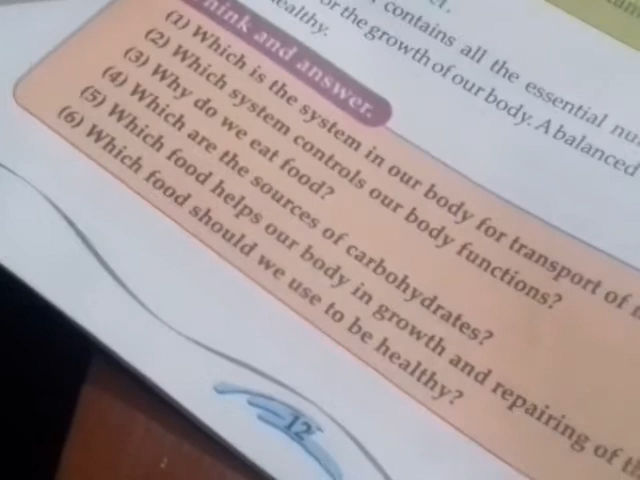 contains all the essential
or the growth of our body. A balanced
healthy.
Think and answer.
(1) Which is the system in our body for transport of
(2) Which system controls our body functions?
(3) Why do we eat food?
(4) Which are the sources of carbohydrates?
(5) Which food helps our body in growth and repairing of
(6) Which food should we use to be healthy?
12